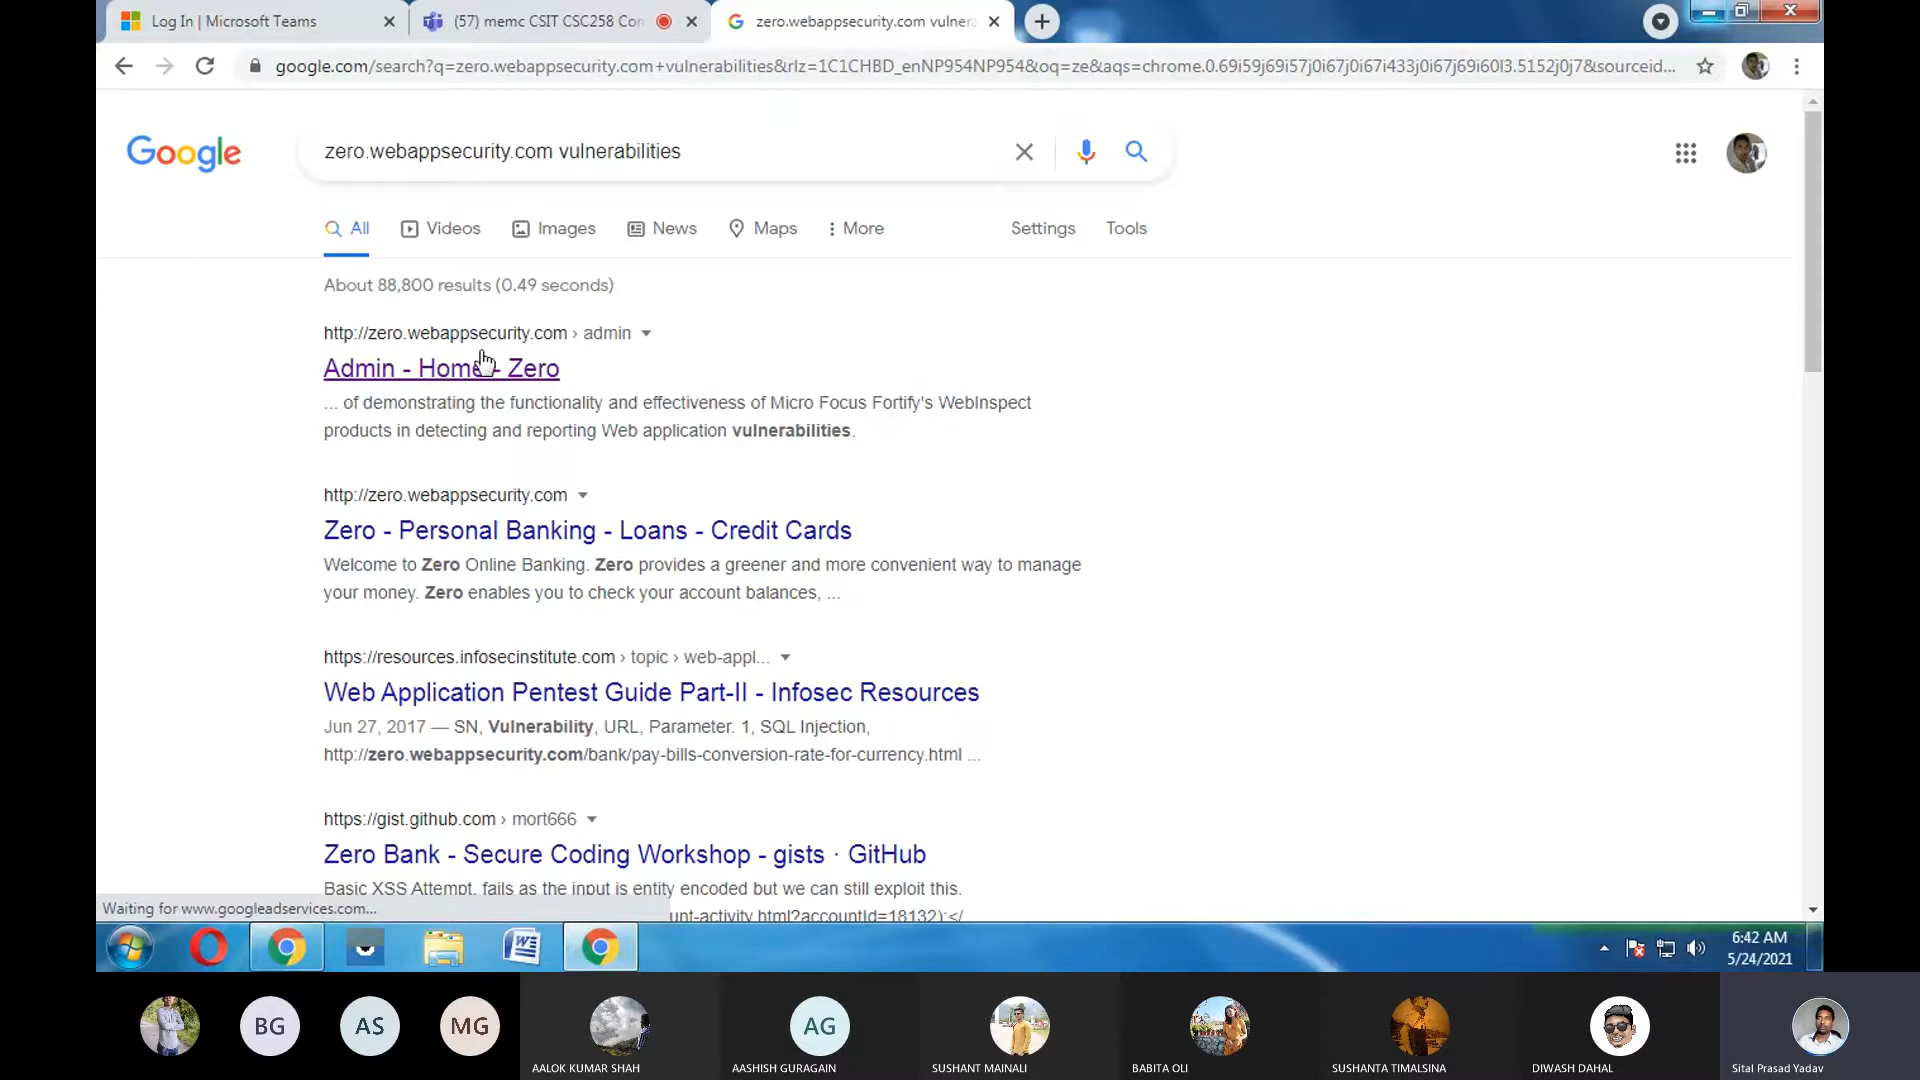 Log In | Microsoft Teams
(57) memc CSIT CSC258 Con
zero.webappsecurity.com vulnera
google.com/search?q=zero.webappsecurity.com+vulnerabilities&rlz=1C1CHBD_enNP954NP954&oq=ze&aqs=chrome.0.69i59j69i57j0i67j0i67i433j0i67j69i60l3.5152j0j7&sourceid...
Google
zero.webappsecurity.com vulnerabilities
All
Videos
Images
News
Maps
More
Settings
Tools
About 88,800 results (0.49 seconds)
http://zero.webappsecurity.com › admin
Admin - Home - Zero
... of demonstrating the functionality and effectiveness of Micro Focus Fortify's WebInspect
products in detecting and reporting Web application vulnerabilities.
http://zero.webappsecurity.com
Zero - Personal Banking - Loans - Credit Cards
Welcome to Zero Online Banking. Zero provides a greener and more convenient way to manage
your money. Zero enables you to check your account balances, ...
https://resources.infosecinstitute.com › topic › web-appl...
Web Application Pentest Guide Part-II - Infosec Resources
Jun 27, 2017 — SN, Vulnerability, URL, Parameter. 1, SQL Injection,
http://zero.webappsecurity.com/bank/pay-bills-conversion-rate-for-currency.html ...
https://gist.github.com › mort666
Zero Bank - Secure Coding Workshop - gists · GitHub
Basic XSS Attempt, fails as the input is entity encoded but we can still exploit this.
Waiting for www.googleadservices.com...
unt-activity.html?accountId=18132);</
6:42 AM
5/24/2021
BG
AS
MG
AG
AALOK KUMAR SHAH
AASHISH GURAGAIN
SUSHANT MAINALI
BABITA OLI
SUSHANTA TIMALSINA
DIWASH DAHAL
Sital Prasad Yadav